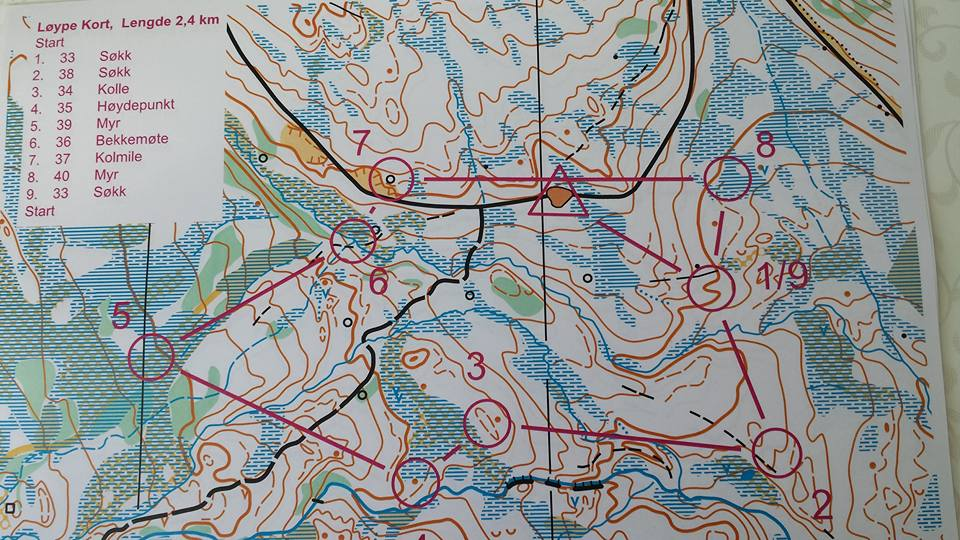 Løype Kort, Lengde 2,4 km
Start
1. 33 Søkk
2. 38 Søkk
3. 34 Kolle
4. 35 Høydepunkt
5. 39 Myr
6. 36 Bekkemøte
7. 37 Kolmile
8. 40 Myr
9. 33 Søkk
Start
7
8
6
1/9
5
3
2